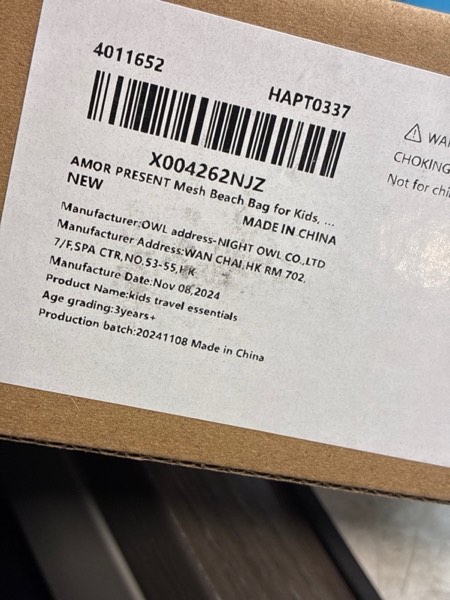 4011652
HAPT0337
X004262NJZ
AMOR PRESENT Mesh Beach Bag for Kids, ...
NEW
MADE IN CHINA
Manufacturer:OWL address-NIGHT OWL CO.,LTD
Manufacturer Address:WAN CHAI,HK RM 702,
7/F,SPA CTR,NO.53-55,HK
Manufacture Date:Nov 08,2024
Product Name:kids travel essentials
Age grading:3years+
Production batch:20241108 Made in China
⚠ WA
CHOKING
Not for chi